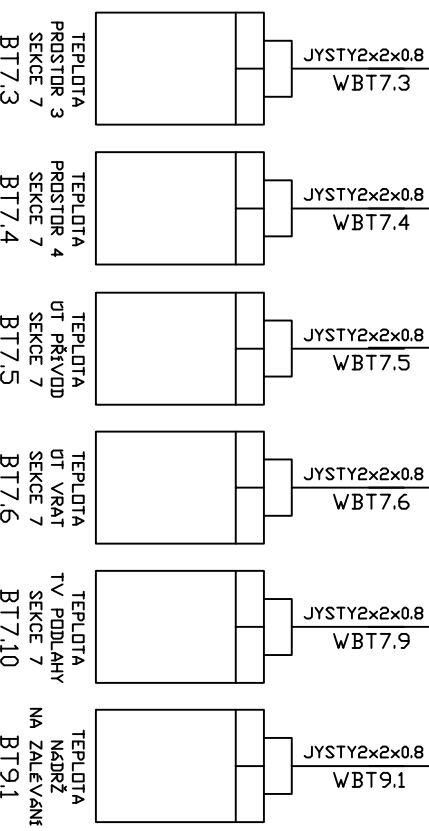 TEPLOTA
PROSTOR 3
SEKCE 7
BT7.3
JYSTY2x2x0.8
WBT7.3
TEPLOTA
PROSTOR 4
SEKCE 7
BT7.4
JYSTY2x2x0.8
WBT7.4
TEPLOTA
ÚT PŘÍVOD
SEKCE 7
BT7.5
JYSTY2x2x0.8
WBT7.5
TEPLOTA
ÚT VRAT
SEKCE 7
BT7.6
JYSTY2x2x0.8
WBT7.6
TEPLOTA
TV PODLAHY
SEKCE 7
BT7.10
JYSTY2x2x0.8
WBT7.9
TEPLOTA
NÁDRŽ
NA ZALÉVÁNÍ
BT9.1
JYSTY2x2x0.8
WBT9.1